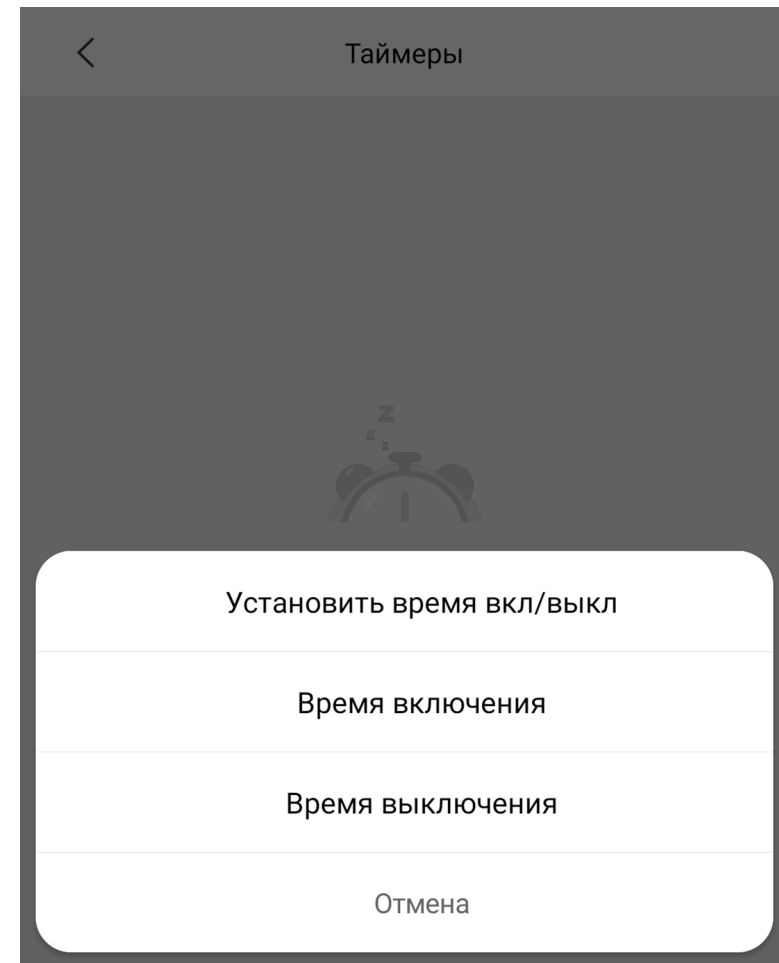 Таймеры
z
z
z
Установить время вкл/выкл
Время включения
Время выключения
Отмена